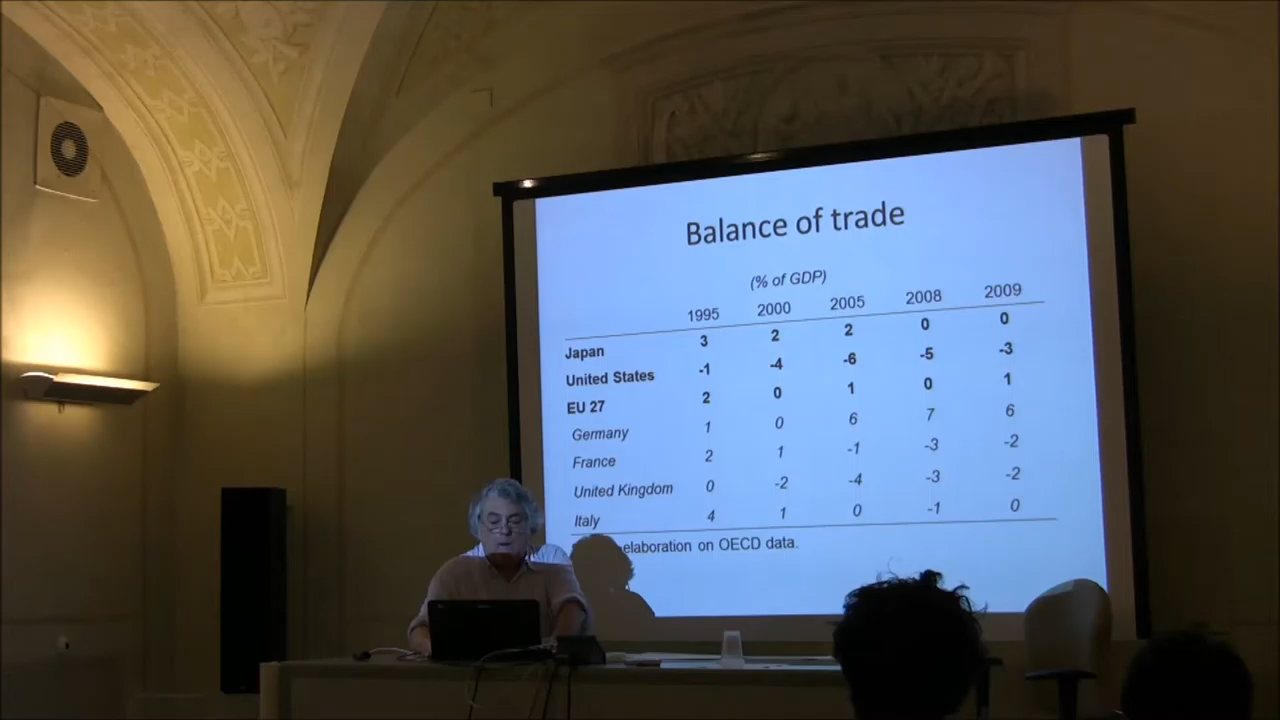 Balance of trade
(% of GDP)
1995 2000 2005 2008 2009
Japan 3 2 2 0 0
United States -1 -4 -6 -5 -3
EU 27 2 0 1 0 1
Germany 1 0 6 7 6
France 2 1 -1 -3 -2
United Kingdom 0 -2 -4 -3 -2
Italy 4 1 0 -1 0
elaboration on OECD data.